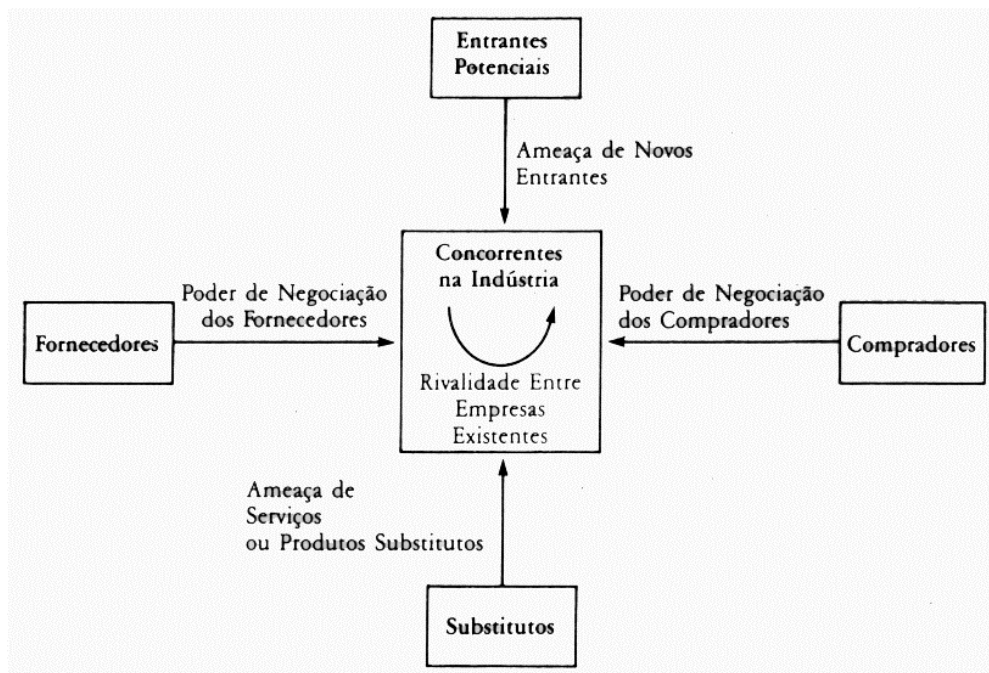 Entrantes
Potenciais
Ameaça de Novos
Entrantes
Concorrentes
na Indústria
Poder de Negociação
dos Fornecedores
Poder de Negociação
dos Compradores
Fornecedores
Compradores
Rivalidade Entre
Empresas
Existentes
Ameaça de
Serviços
ou Produtos Substitutos
Substitutos